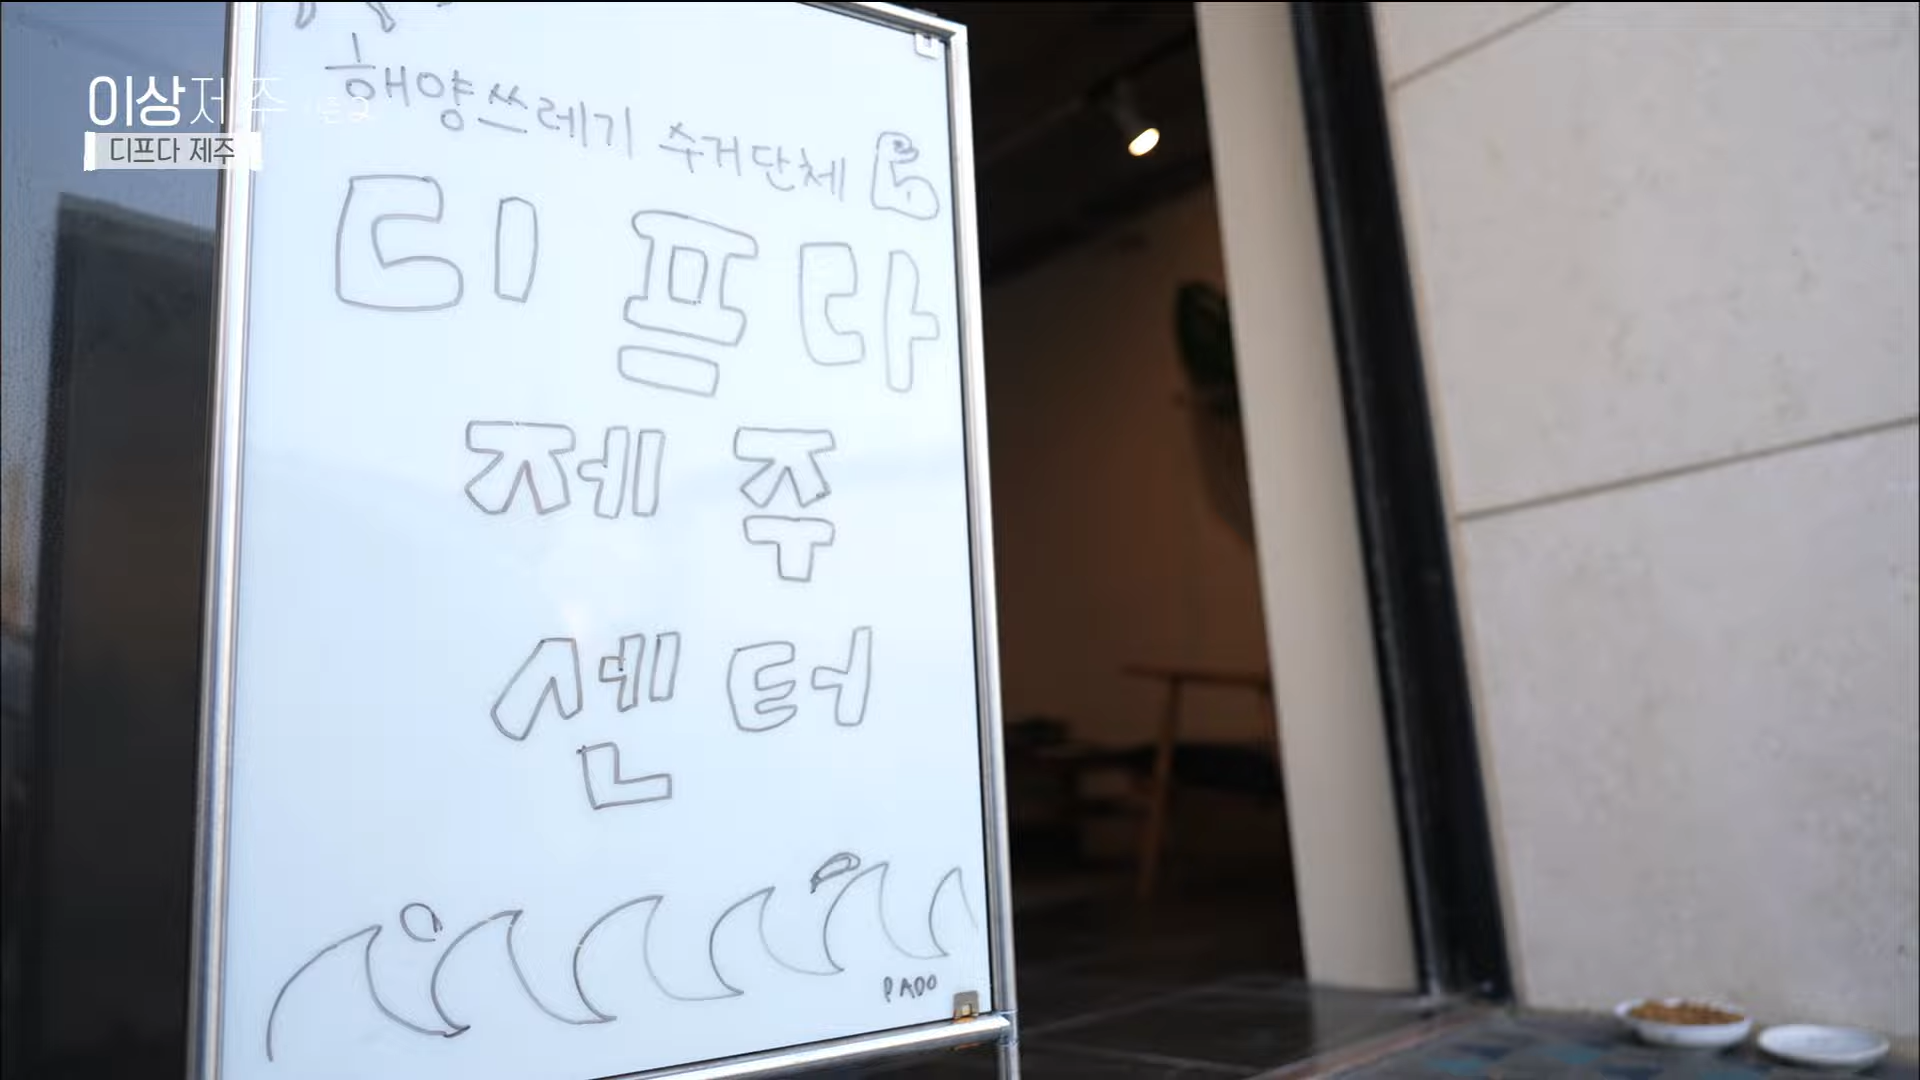 이상제주
디프다 제주
해양쓰레기 수거단체
디프다
제주
센터
PADO